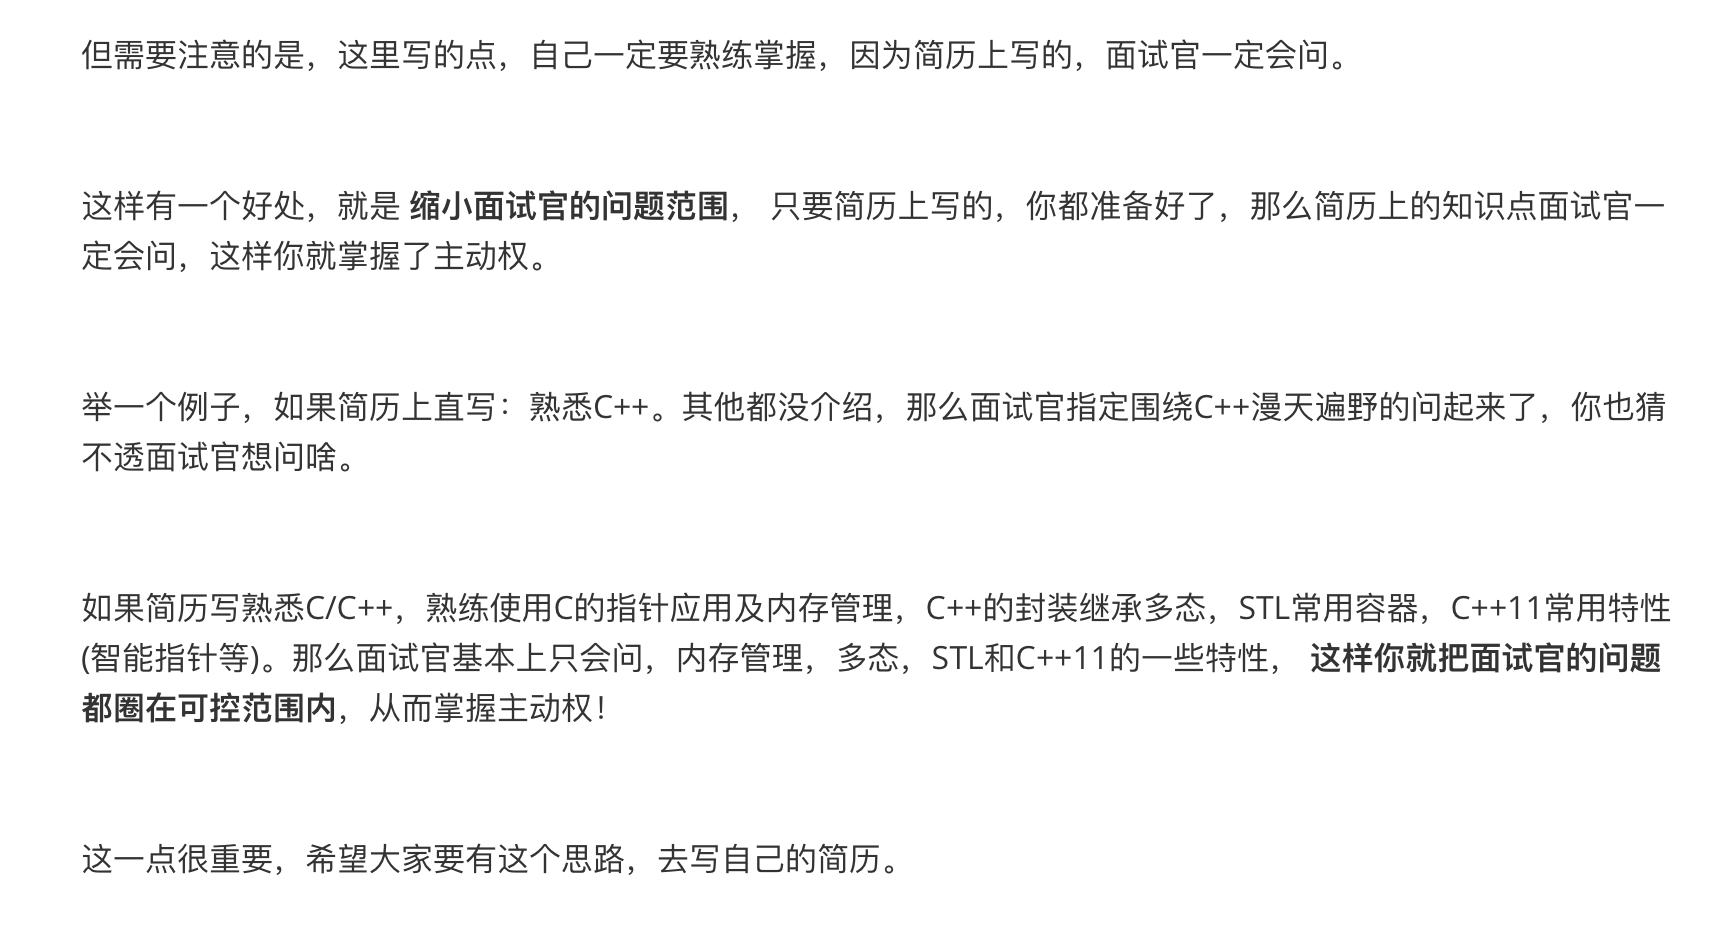 但需要注意的是，这里写的点，自己一定要熟练掌握，因为简历上写的，面试官一定会问。
这样有一个好处，就是 缩小面试官的问题范围， 只要简历上写的，你都准备好了，那么简历上的知识点面试官一
定会问，这样你就掌握了主动权。
举一个例子，如果简历上直写：熟悉C++。其他都没介绍，那么面试官指定围绕C++漫天遍野的问起来了，你也猜
不透面试官想问啥。
如果简历写熟悉C/C++，熟练使用C的指针应用及内存管理，C++的封装继承多态，STL常用容器，C++11常用特性
(智能指针等)。那么面试官基本上只会问，内存管理，多态，STL和C++11的一些特性， 这样你就把面试官的问题
都圈在可控范围内，从而掌握主动权！
这一点很重要，希望大家要有这个思路，去写自己的简历。